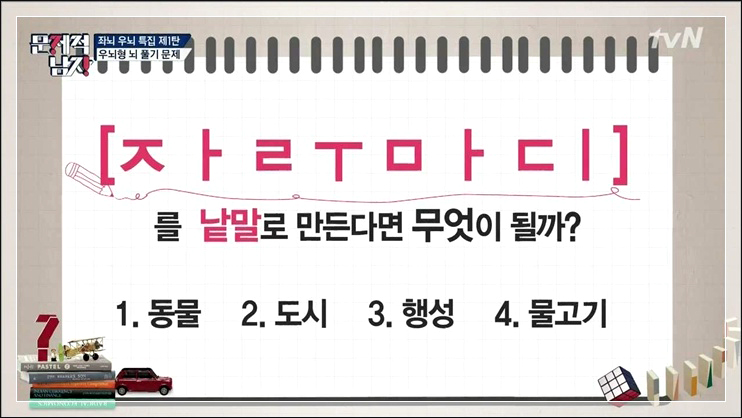 문제적 남자
좌뇌 우뇌 특집 제1탄
우뇌형 뇌 풀기 문제
tvN
[ㅈ ㅏ ㄹ ㅜ ㅁ ㅏ ㄷ ㅣ]
를 낱말로 만든다면 무엇이 될까?
1. 동물 2. 도시 3. 행성 4. 물고기
PASTEL